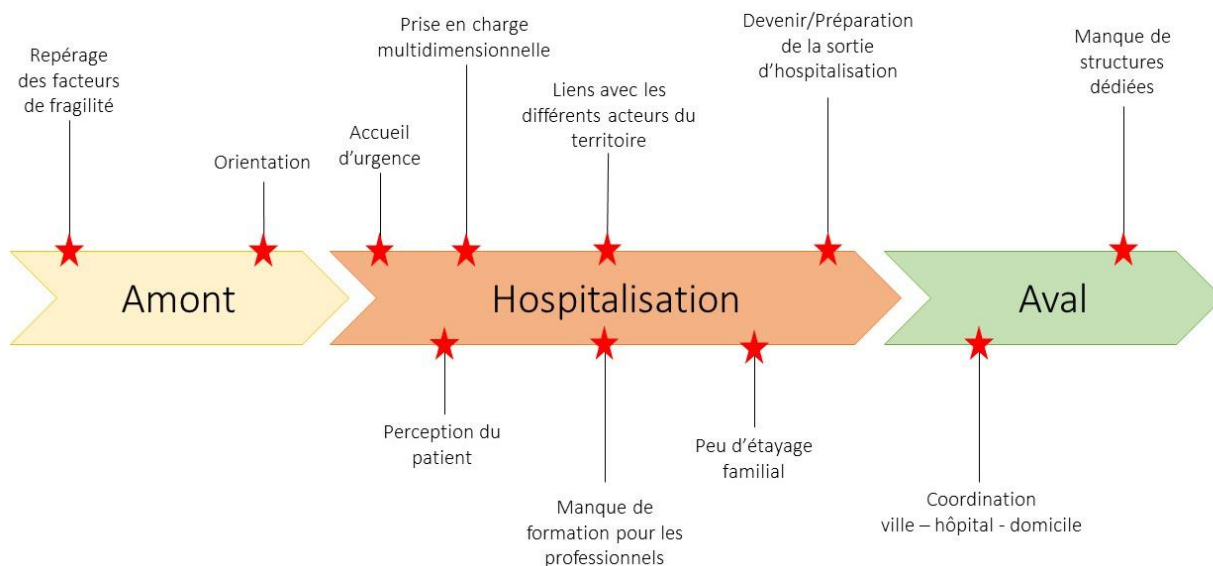 Repérage
des facteurs
de fragilité
Orientation
Accueil
d’urgence
Prise en charge
multidimensionnelle
Liens avec les
différents acteurs du
territoire
Devenir/Préparation
de la sortie
d’hospitalisation
Manque de
structures
dédiées
Amont
Hospitalisation
Aval
Perception du
patient
Manque de
formation pour les
professionnels
Peu d’étayage
familial
Coordination
ville – hôpital - domicile